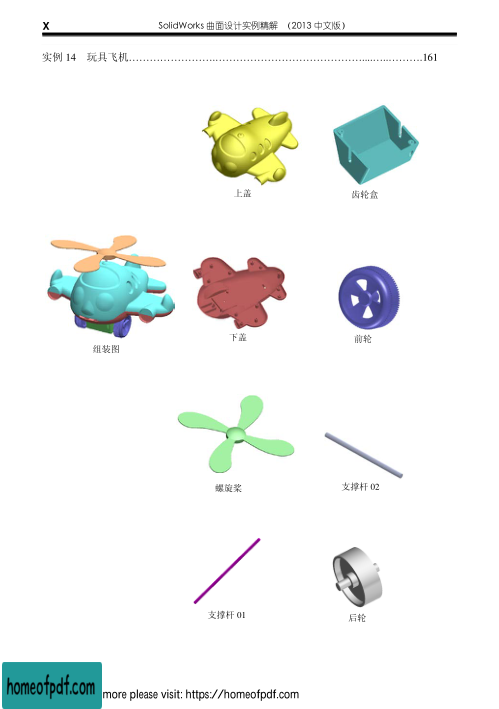 X SolidWorks 曲面设计实例精解 （2013 中文版）
实例 14 玩具飞机……………………..……………………………………....…..………161
上盖
齿轮盒
组装图
下盖
前轮
螺旋桨
支撑杆 02
支撑杆 01
后轮
homeofpdf.com more please visit: https://homeofpdf.com